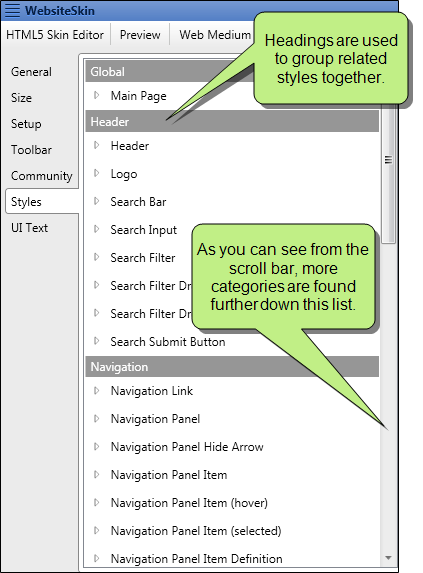 WebsiteSkin
HTML5 Skin Editor Preview Web Medium
General
Size
Setup
Toolbar
Community
Styles
UI Text
Global
Main Page
Header
Header
Logo
Search Bar
Search Input
Search Filter
Search Filter
Search Filter
Search Submit Button
Navigation
Navigation Link
Navigation Panel
Navigation Panel Hide Arrow
Navigation Panel Item
Navigation Panel Item (hover)
Navigation Panel Item (selected)
Navigation Panel Item Definition
Headings are used
to group related
styles together.
As you can see from the
scroll bar, more
categories are found
further down this list.